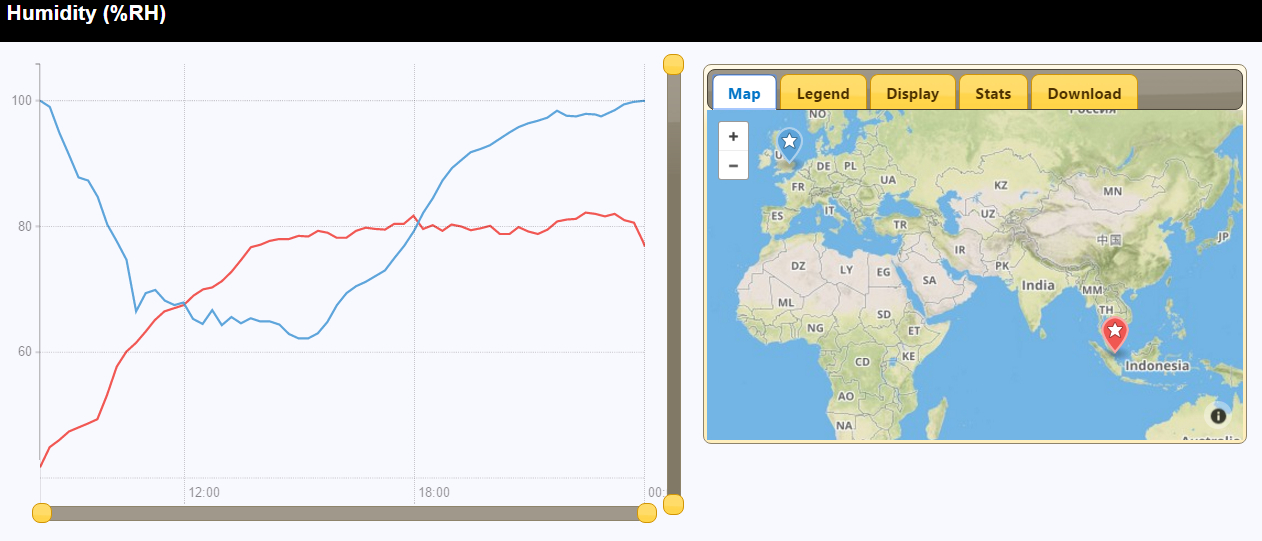 Humidity (%RH)
100
80
60
12:00
18:00
00:
Map
Legend
Display
Stats
Download
+
−
NO
РОССИЯ
DE
PL
UA
FR
KZ
MN
ES
IT
TR
UZ
中国
JP
IR
PK
DZ
LY
EG
SA
India
MM
TH
ML
SD
NG
ET
CD
KE
Indonesia
AO
NA
Australia
i